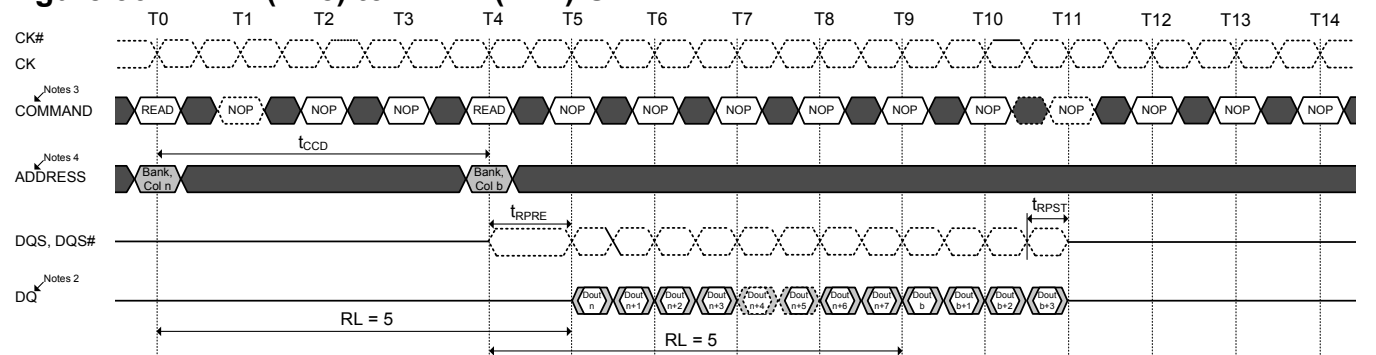 T0 T1 T2 T3 T4 T5 T6 T7 T8 T9 T10 T11 T12 T13 T14
CK#
CK
Notes 3
COMMAND READ NOP NOP NOP READ NOP NOP NOP NOP NOP NOP NOP NOP NOP NOP
tCCD
Notes 4
ADDRESS Bank, Col n Bank, Col b
tRPRE tRPST
DQS, DQS#
Notes 2
DQ Dout n Dout n+1 Dout n+2 Dout n+3 Dout n+4 Dout n+5 Dout n+6 Dout n+7 Dout b Dout b+1 Dout b+2 Dout b+3
RL = 5
RL = 5